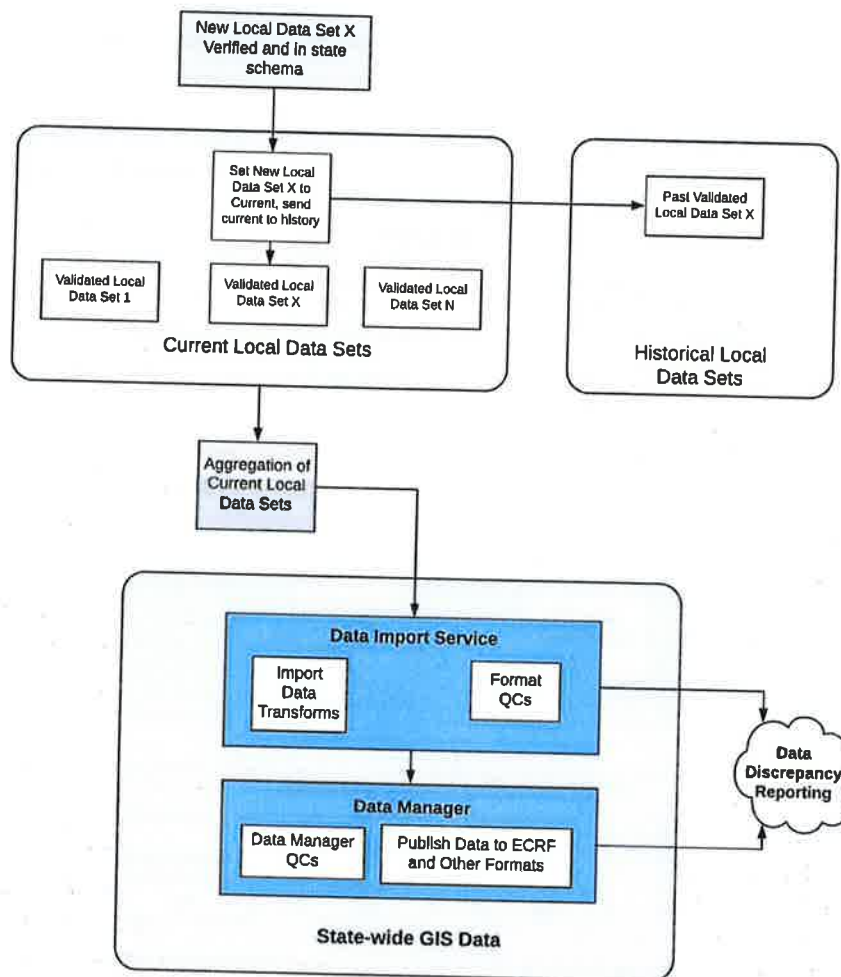 New Local Data Set X
Verified and in state
schema
Set New Local
Data Set X to
Current, send
current to history
Past Validated
Local Data Set X
Validated Local
Data Set 1
Validated Local
Data Set X
Validated Local
Data Set N
Current Local Data Sets
Historical Local
Data Sets
Aggregation of
Current Local
Data Sets
Data Import Service
Import
Data
Transforms
Format
QCs
Data
Discrepancy
Reporting
Data Manager
Data Manager
QCs
Publish Data to ECRF
and Other Formats
State-wide GIS Data